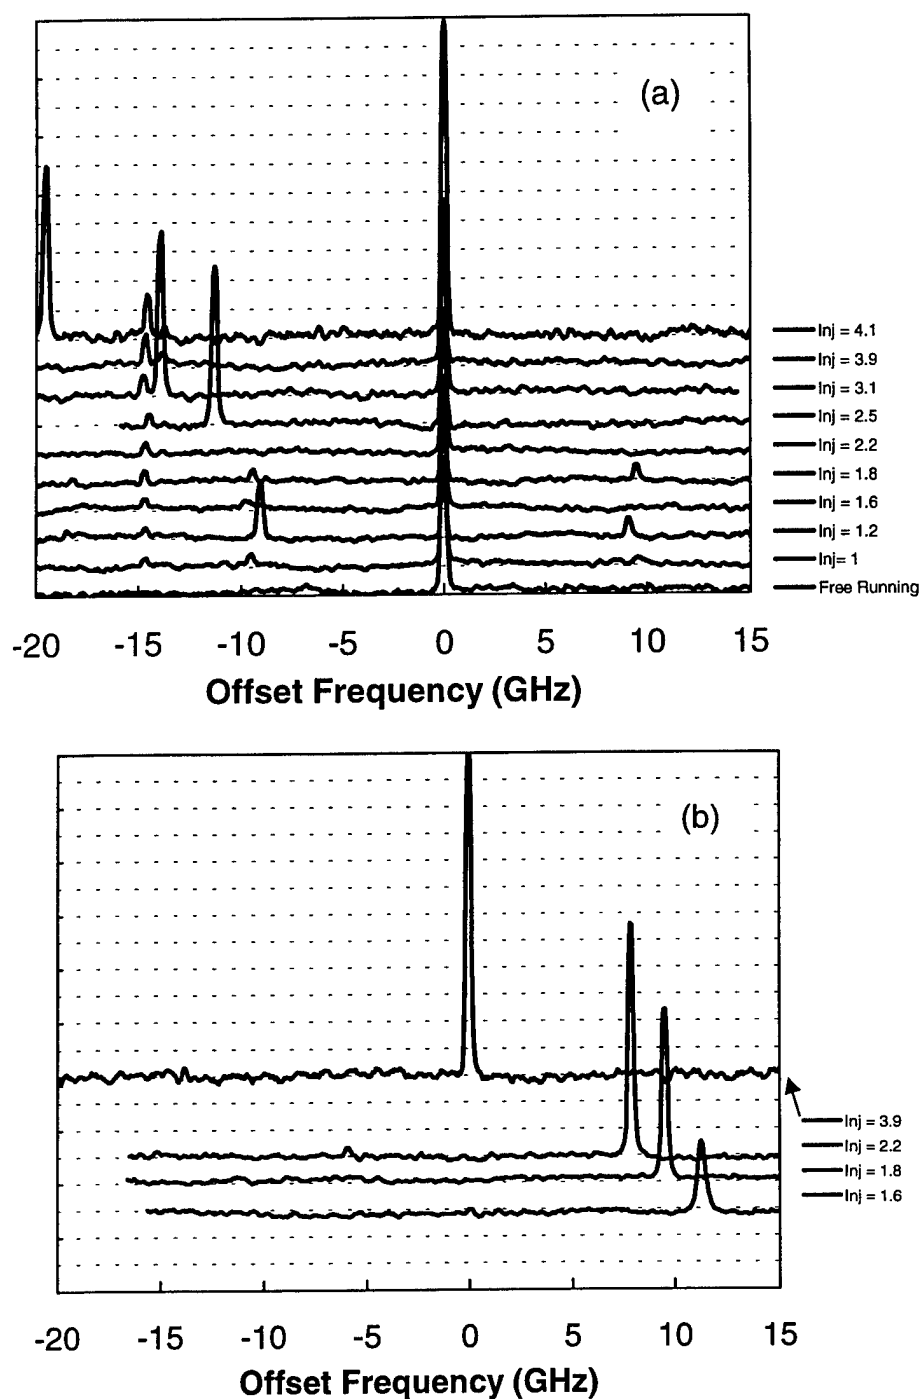 (a)
Inj = 4.1
Inj = 3.9
Inj = 3.1
Inj = 2.5
Inj = 2.2
Inj = 1.8
Inj = 1.6
Inj = 1.2
Inj= 1
Free Running
-20 -15 -10 -5 0 5 10 15
Offset Frequency (GHz)
(b)
Inj = 3.9
Inj = 2.2
Inj = 1.8
Inj = 1.6
-20 -15 -10 -5 0 5 10 15
Offset Frequency (GHz)